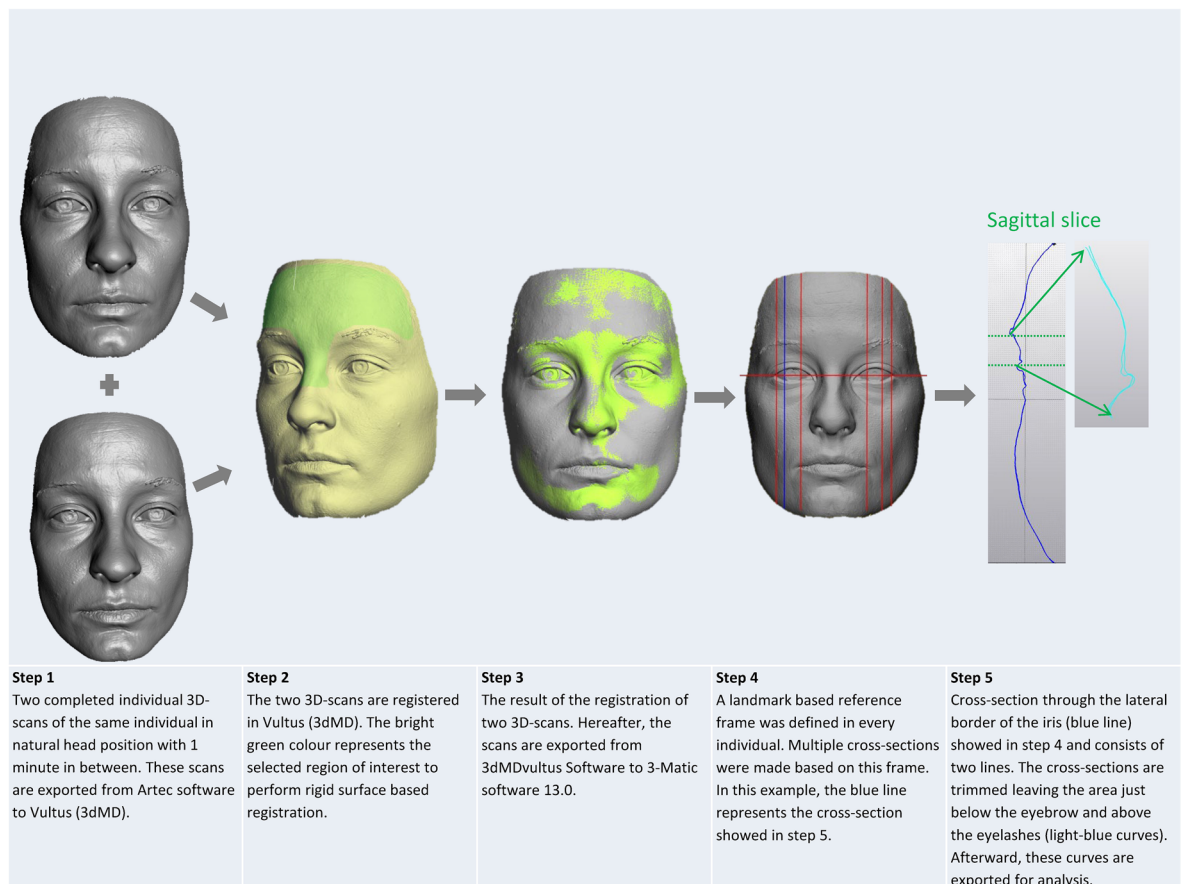 Sagittal slice
Step 1
Two completed individual 3D-
scans of the same individual in
natural head position with 1
minute in between. These scans
are exported from Artec software
to Vultus (3dMD).
Step 2
The two 3D-scans are registered
in Vultus (3dMD). The bright
green colour represents the
selected region of interest to
perform rigid surface based
registration.
Step 3
The result of the registration of
two 3D-scans. Hereafter, the
scans are exported from
3dMDvultus Software to 3-Matic
software 13.0.
Step 4
A landmark based reference
frame was defined in every
individual. Multiple cross-sections
were made based on this frame.
In this example, the blue line
represents the cross-section
showed in step 5.
Step 5
Cross-section through the lateral
border of the iris (blue line)
showed in step 4 and consists of
two lines. The cross-sections are
trimmed leaving the area just
below the eyebrow and above
the eyelashes (light-blue curves).
Afterward, these curves are
exported for analysis.